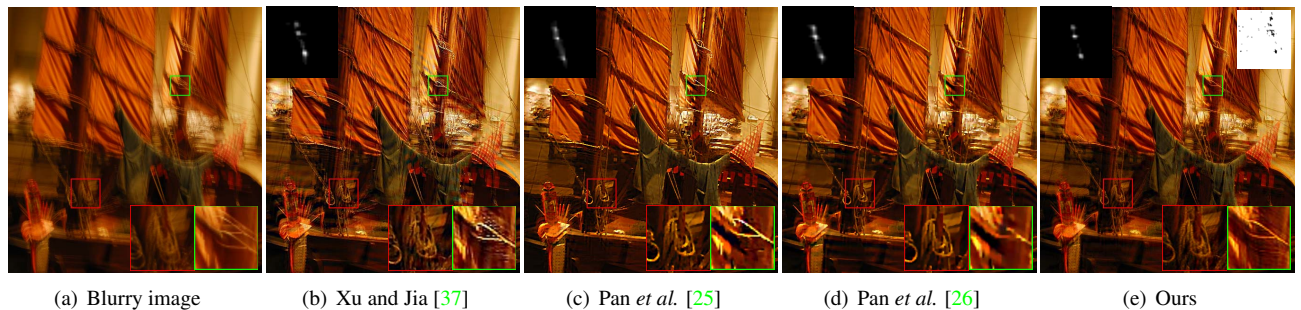 (a) Blurry image
(b) Xu and Jia [37]
(c) Pan et al. [25]
(d) Pan et al. [26]
(e) Ours